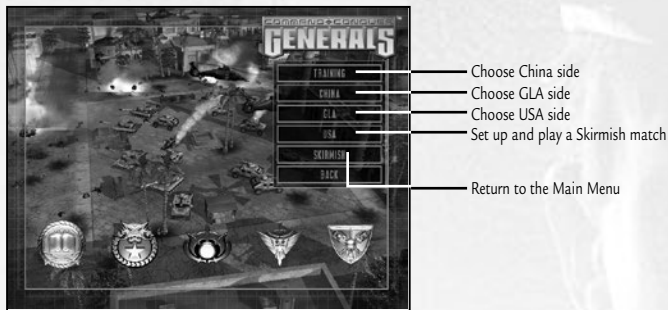 COMMAND & CONQUER
GENERALS
TRAINING
CHINA
GLA
USA
SKIRMISH
BACK
Choose China side
Choose GLA side
Choose USA side
Set up and play a Skirmish match
Return to the Main Menu